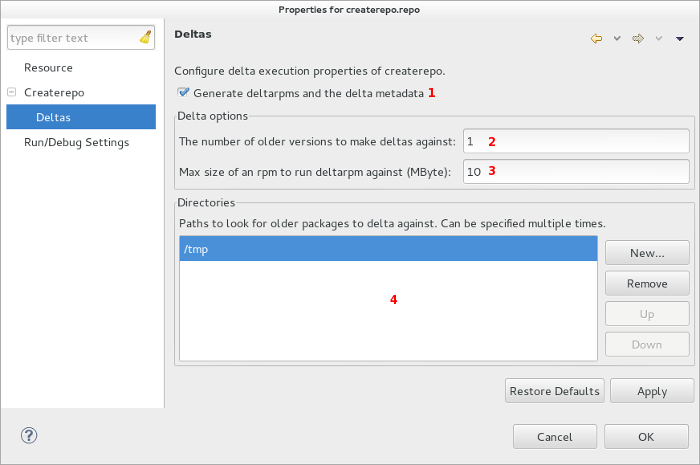 Properties for createrepo.repo
type filter text
Resource
Createrepo
Deltas
Run/Debug Settings
Deltas
Configure delta execution properties of createrepo.
Generate deltarpms and the delta metadata 1
Delta options
The number of older versions to make deltas against: 1 2
Max size of an rpm to run deltarpm against (MByte): 10 3
Directories
Paths to look for older packages to delta against. Can be specified multiple times.
/tmp
4
New...
Remove
Up
Down
Restore Defaults
Apply
?
Cancel
OK